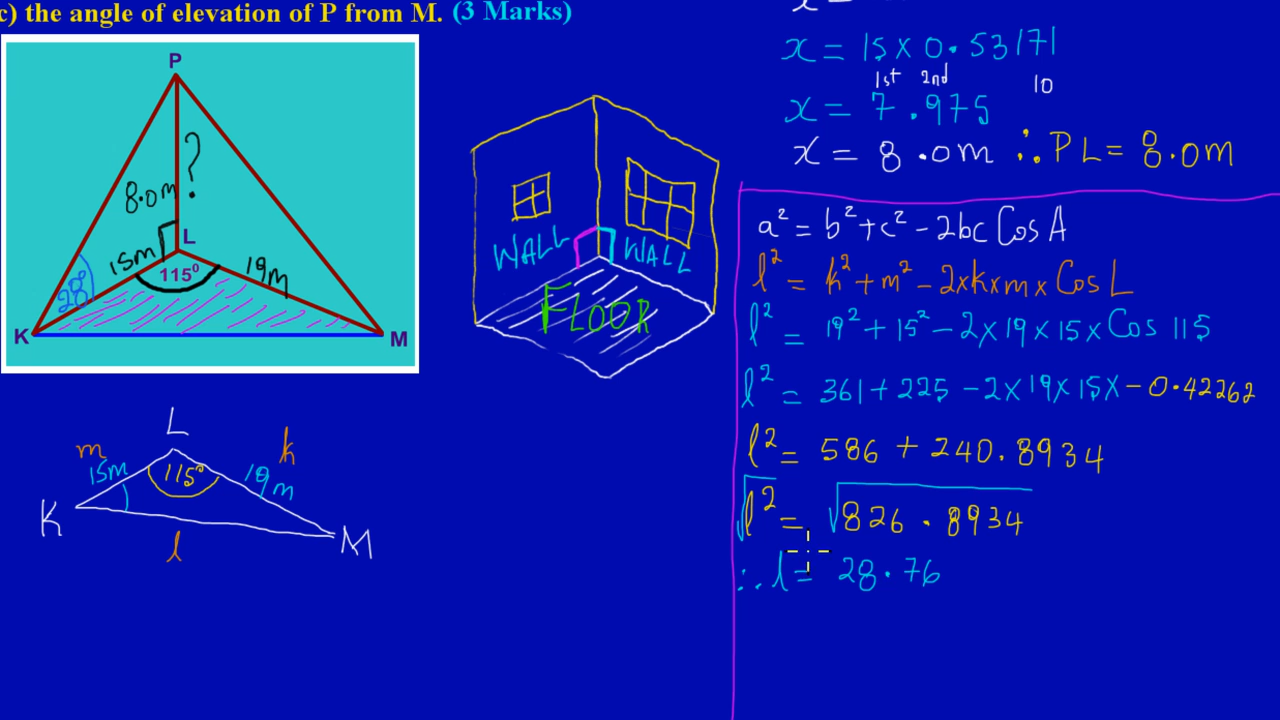 c) the angle of elevation of P from M. (3 Marks)
P
?
8.0m
L
15m
19m
115⁰
28⁰
K
M
WALL
WALL
FLOOR
L
m
k
15m
115°
19m
K
M
l
x = 15 × 0.53171
1st 2nd 10
x = 7.975
x = 8.0m ∴ PL = 8.0m
a² = b² + c² - 2bc Cos A
l² = k² + m² - 2×k×m× Cos L
l² = 19² + 15² - 2×19×15× Cos 115
l² = 361 + 225 - 2×19×15× -0.42262
l² = 586 + 240.8934
√l² = √826.8934
∴ l = 28.76